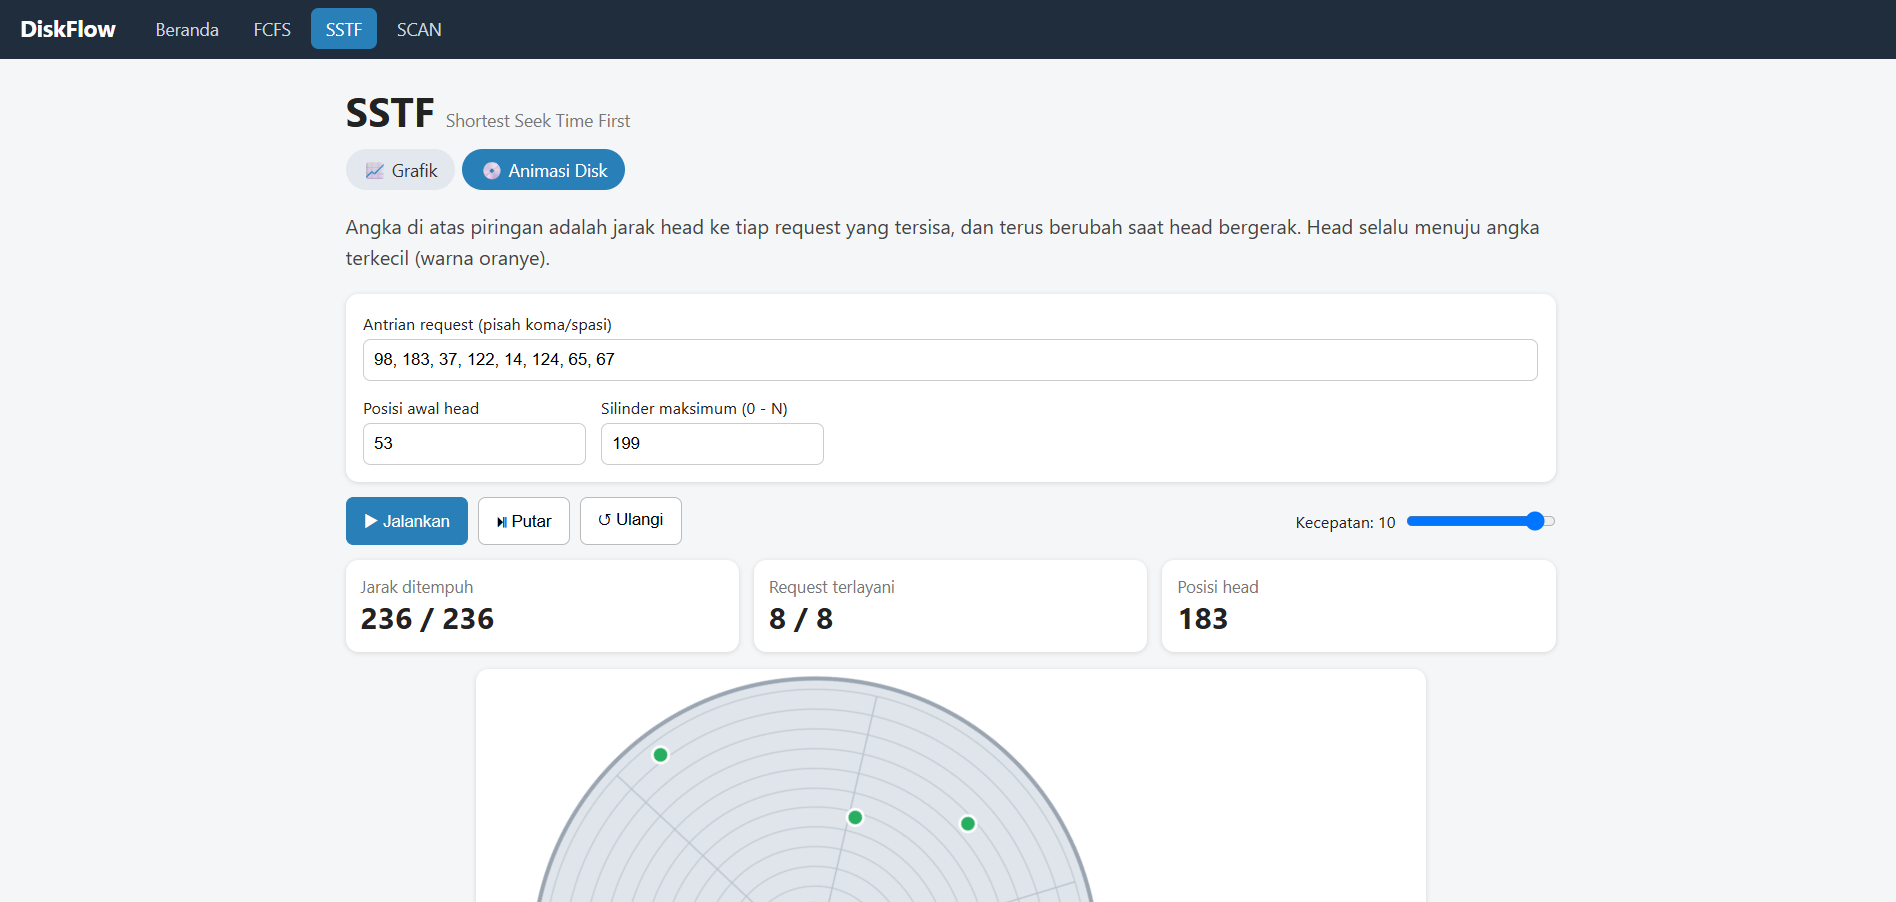 DiskFlow Beranda FCFS SSTF SCAN
SSTF Shortest Seek Time First
Grafik Animasi Disk
Angka di atas piringan adalah jarak head ke tiap request yang tersisa, dan terus berubah saat head bergerak. Head selalu menuju angka
terkecil (warna oranye).
Antrian request (pisah koma/spasi)
98, 183, 37, 122, 14, 124, 65, 67
Posisi awal head Silinder maksimum (0 - N)
53 199
Jalankan Putar Ulangi Kecepatan: 10
Jarak ditempuh Request terlayani Posisi head
236 / 236 8 / 8 183